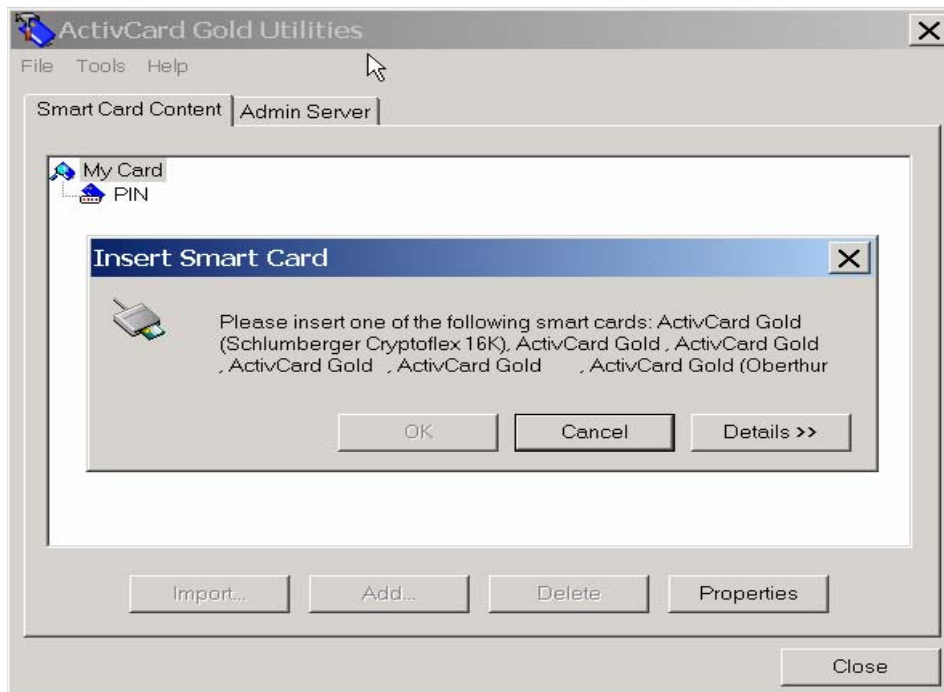 ActivCard Gold Utilities
File Tools Help
Smart Card Content Admin Server
My Card
PIN
Insert Smart Card
Please insert one of the following smart cards: ActivCard Gold
(Schlumberger Cryptoflex 16K), ActivCard Gold , ActivCard Gold
, ActivCard Gold , ActivCard Gold , ActivCard Gold (Oberthur
OK Cancel Details >>
Import... Add... Delete Properties
Close